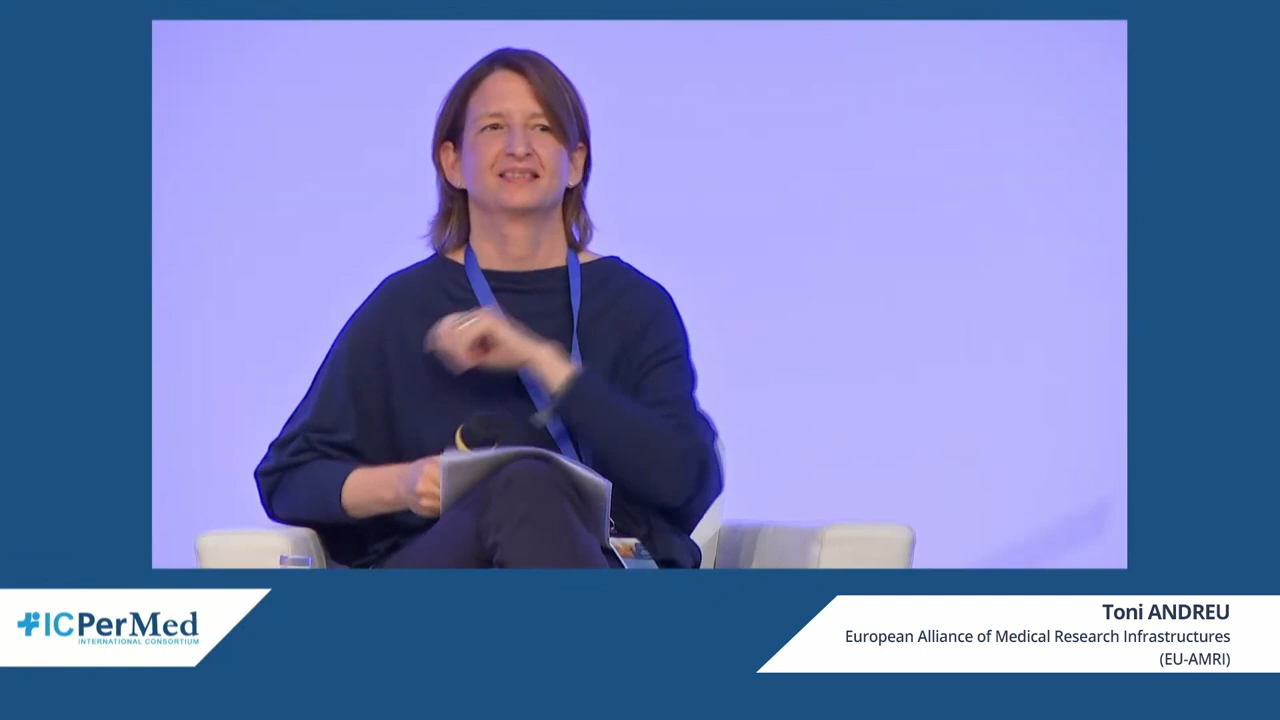 ICPerMed
INTERNATIONAL CONSORTIUM
Toni ANDREU
European Alliance of Medical Research Infrastructures
(EU-AMRI)